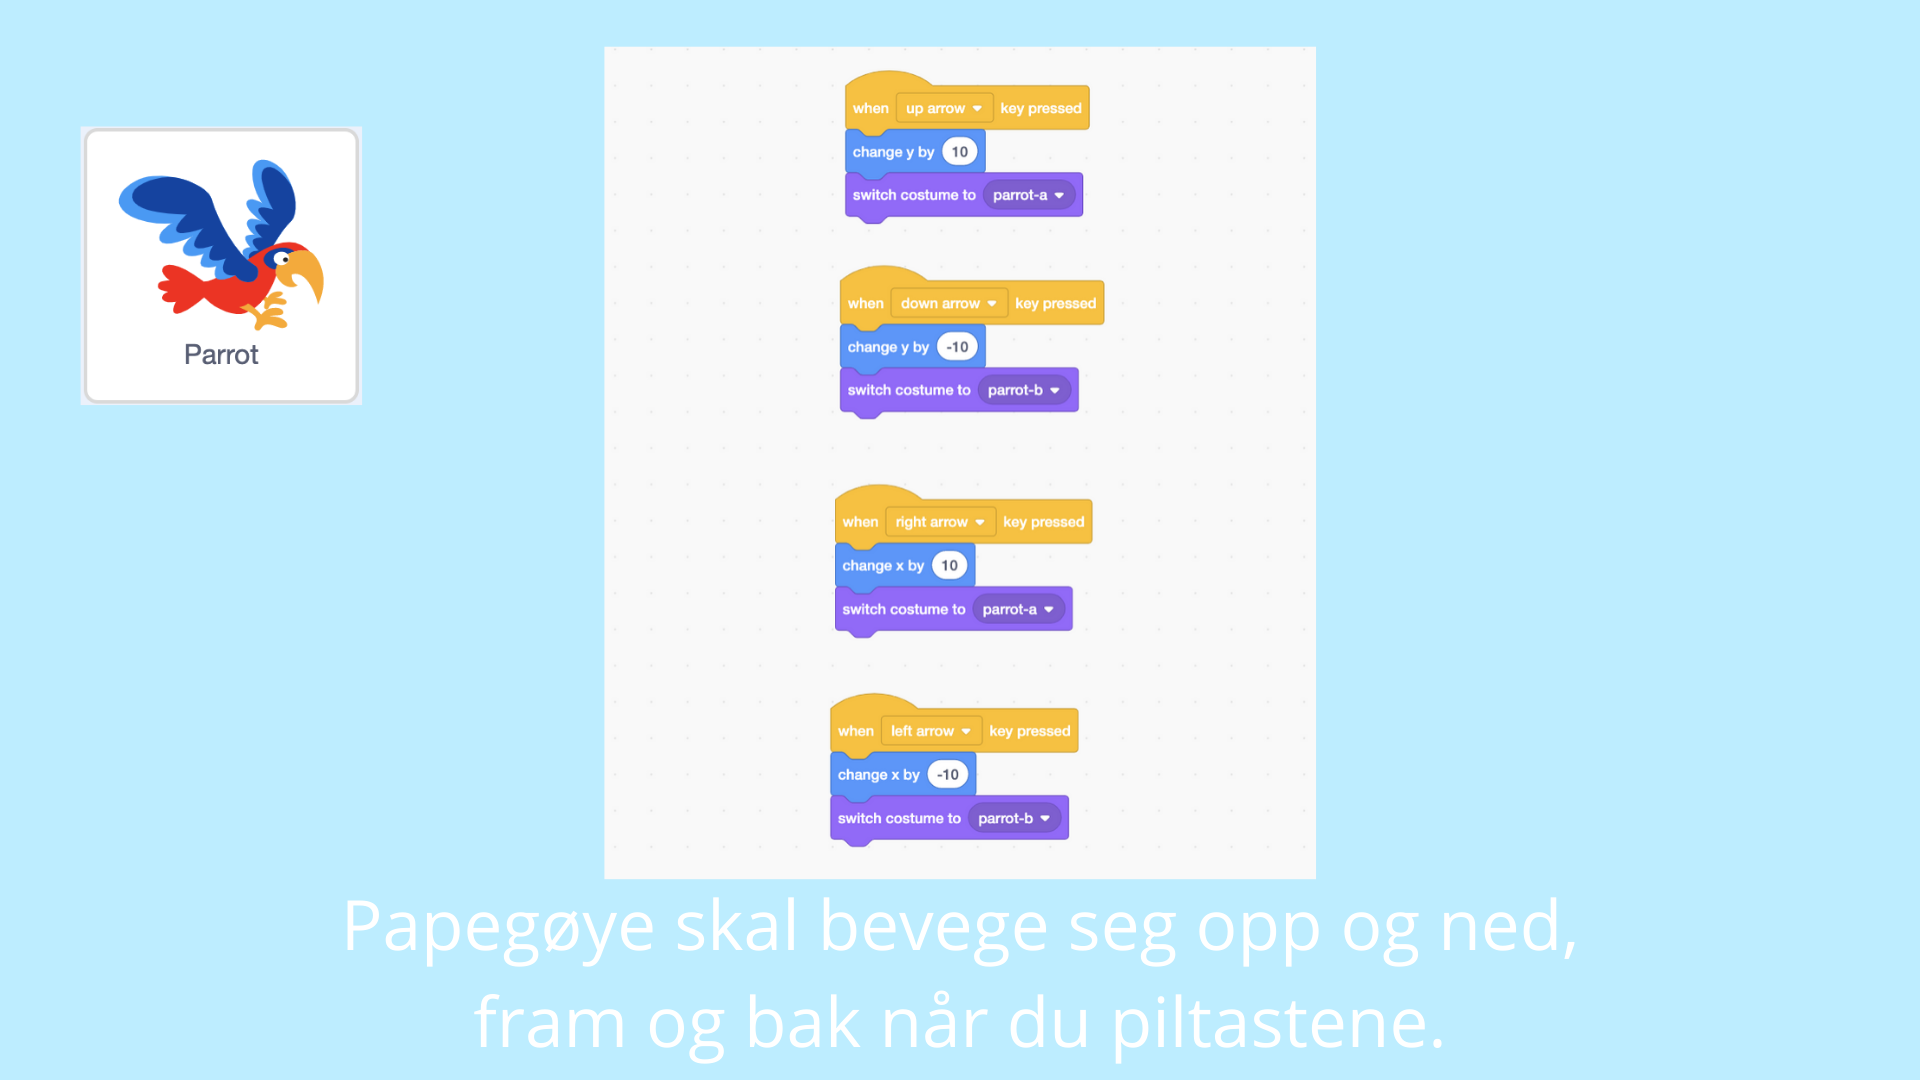 Parrot
when up arrow key pressed
change y by 10
switch costume to parrot-a
when down arrow key pressed
change y by -10
switch costume to parrot-b
when right arrow key pressed
change x by 10
switch costume to parrot-a
when left arrow key pressed
change x by -10
switch costume to parrot-b
Papegøye skal bevege seg opp og ned,
fram og bak når du piltastene.